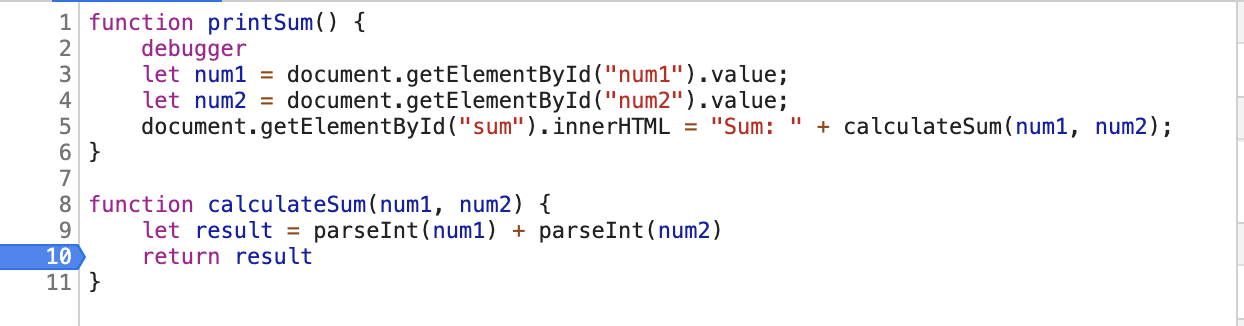 1 function printSum() {
2     debugger
3     let num1 = document.getElementById("num1").value;
4     let num2 = document.getElementById("num2").value;
5     document.getElementById("sum").innerHTML = "Sum: " + calculateSum(num1, num2);
6 }
7
8 function calculateSum(num1, num2) {
9     let result = parseInt(num1) + parseInt(num2)
10     return result
11 }